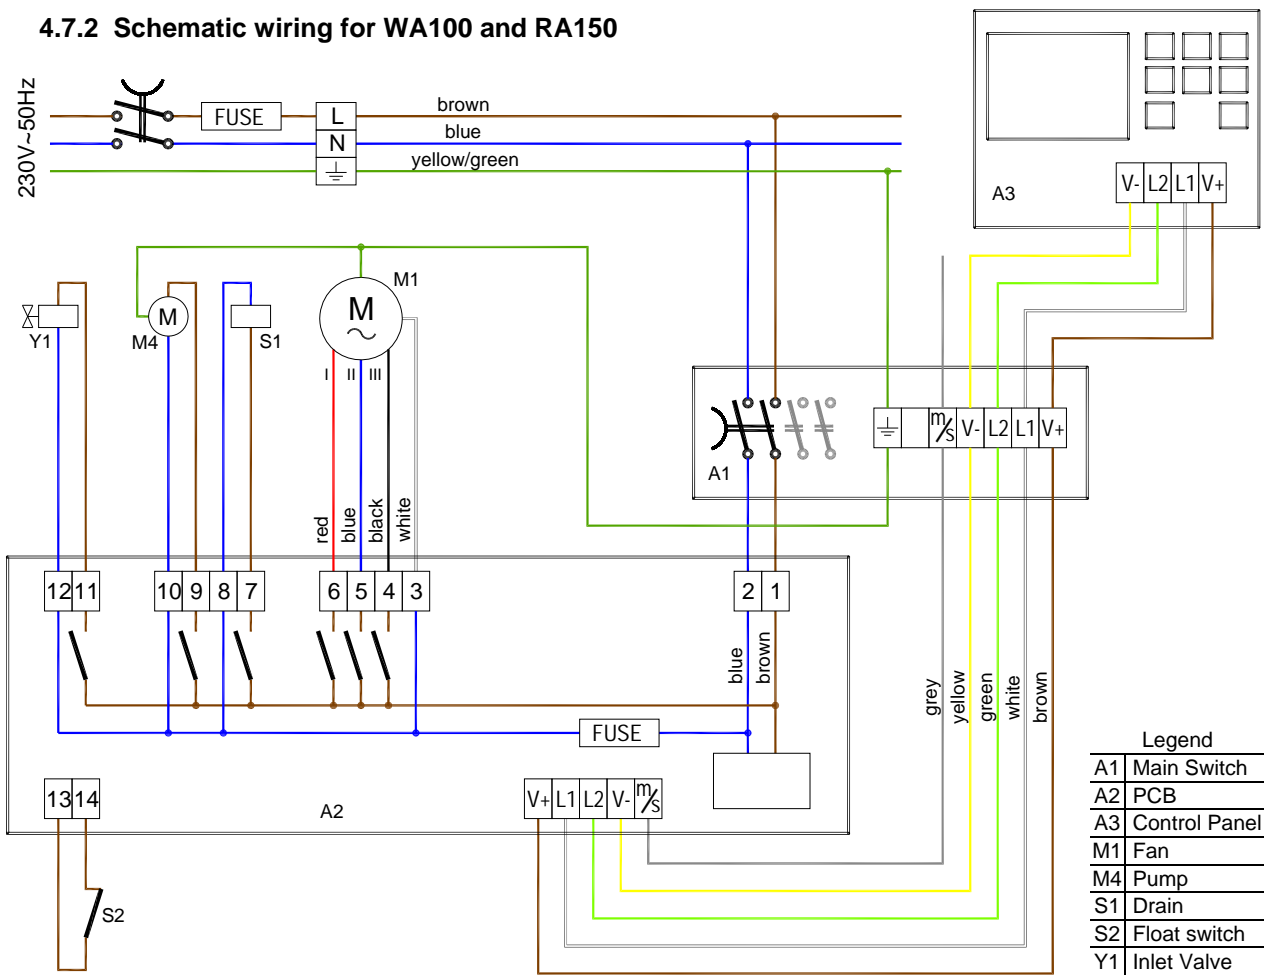 4.7.2 Schematic wiring for WA100 and RA150
230V~50Hz
FUSE
L
N
brown
blue
yellow/green
A3
V- L2 L1 V+
Y1
M
M4
S1
M1
M
I II III
red
blue
black
white
A1
m/s V- L2 L1 V+
12 11 10 9 8 7 6 5 4 3 2 1
blue
brown
grey
yellow
green
white
brown
FUSE
13 14
A2
V+ L1 L2 V- m/s
S2
Legend
A1 Main Switch
A2 PCB
A3 Control Panel
M1 Fan
M4 Pump
S1 Drain
S2 Float switch
Y1 Inlet Valve